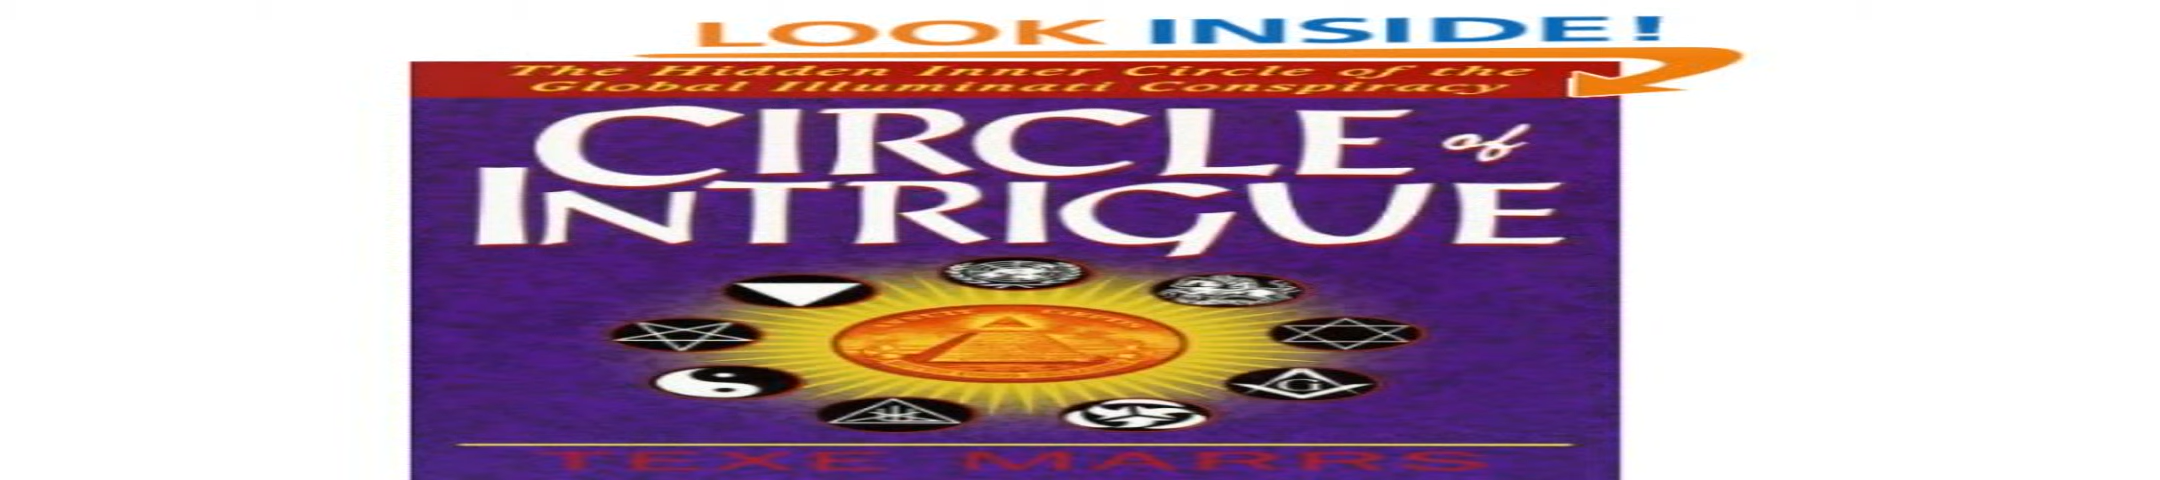 LOOK INSIDE!
The Hidden Inner Circle of the
Global Illuminati Conspiracy
CIRCLE of
INTRIGUE
G
TEXE MARRS